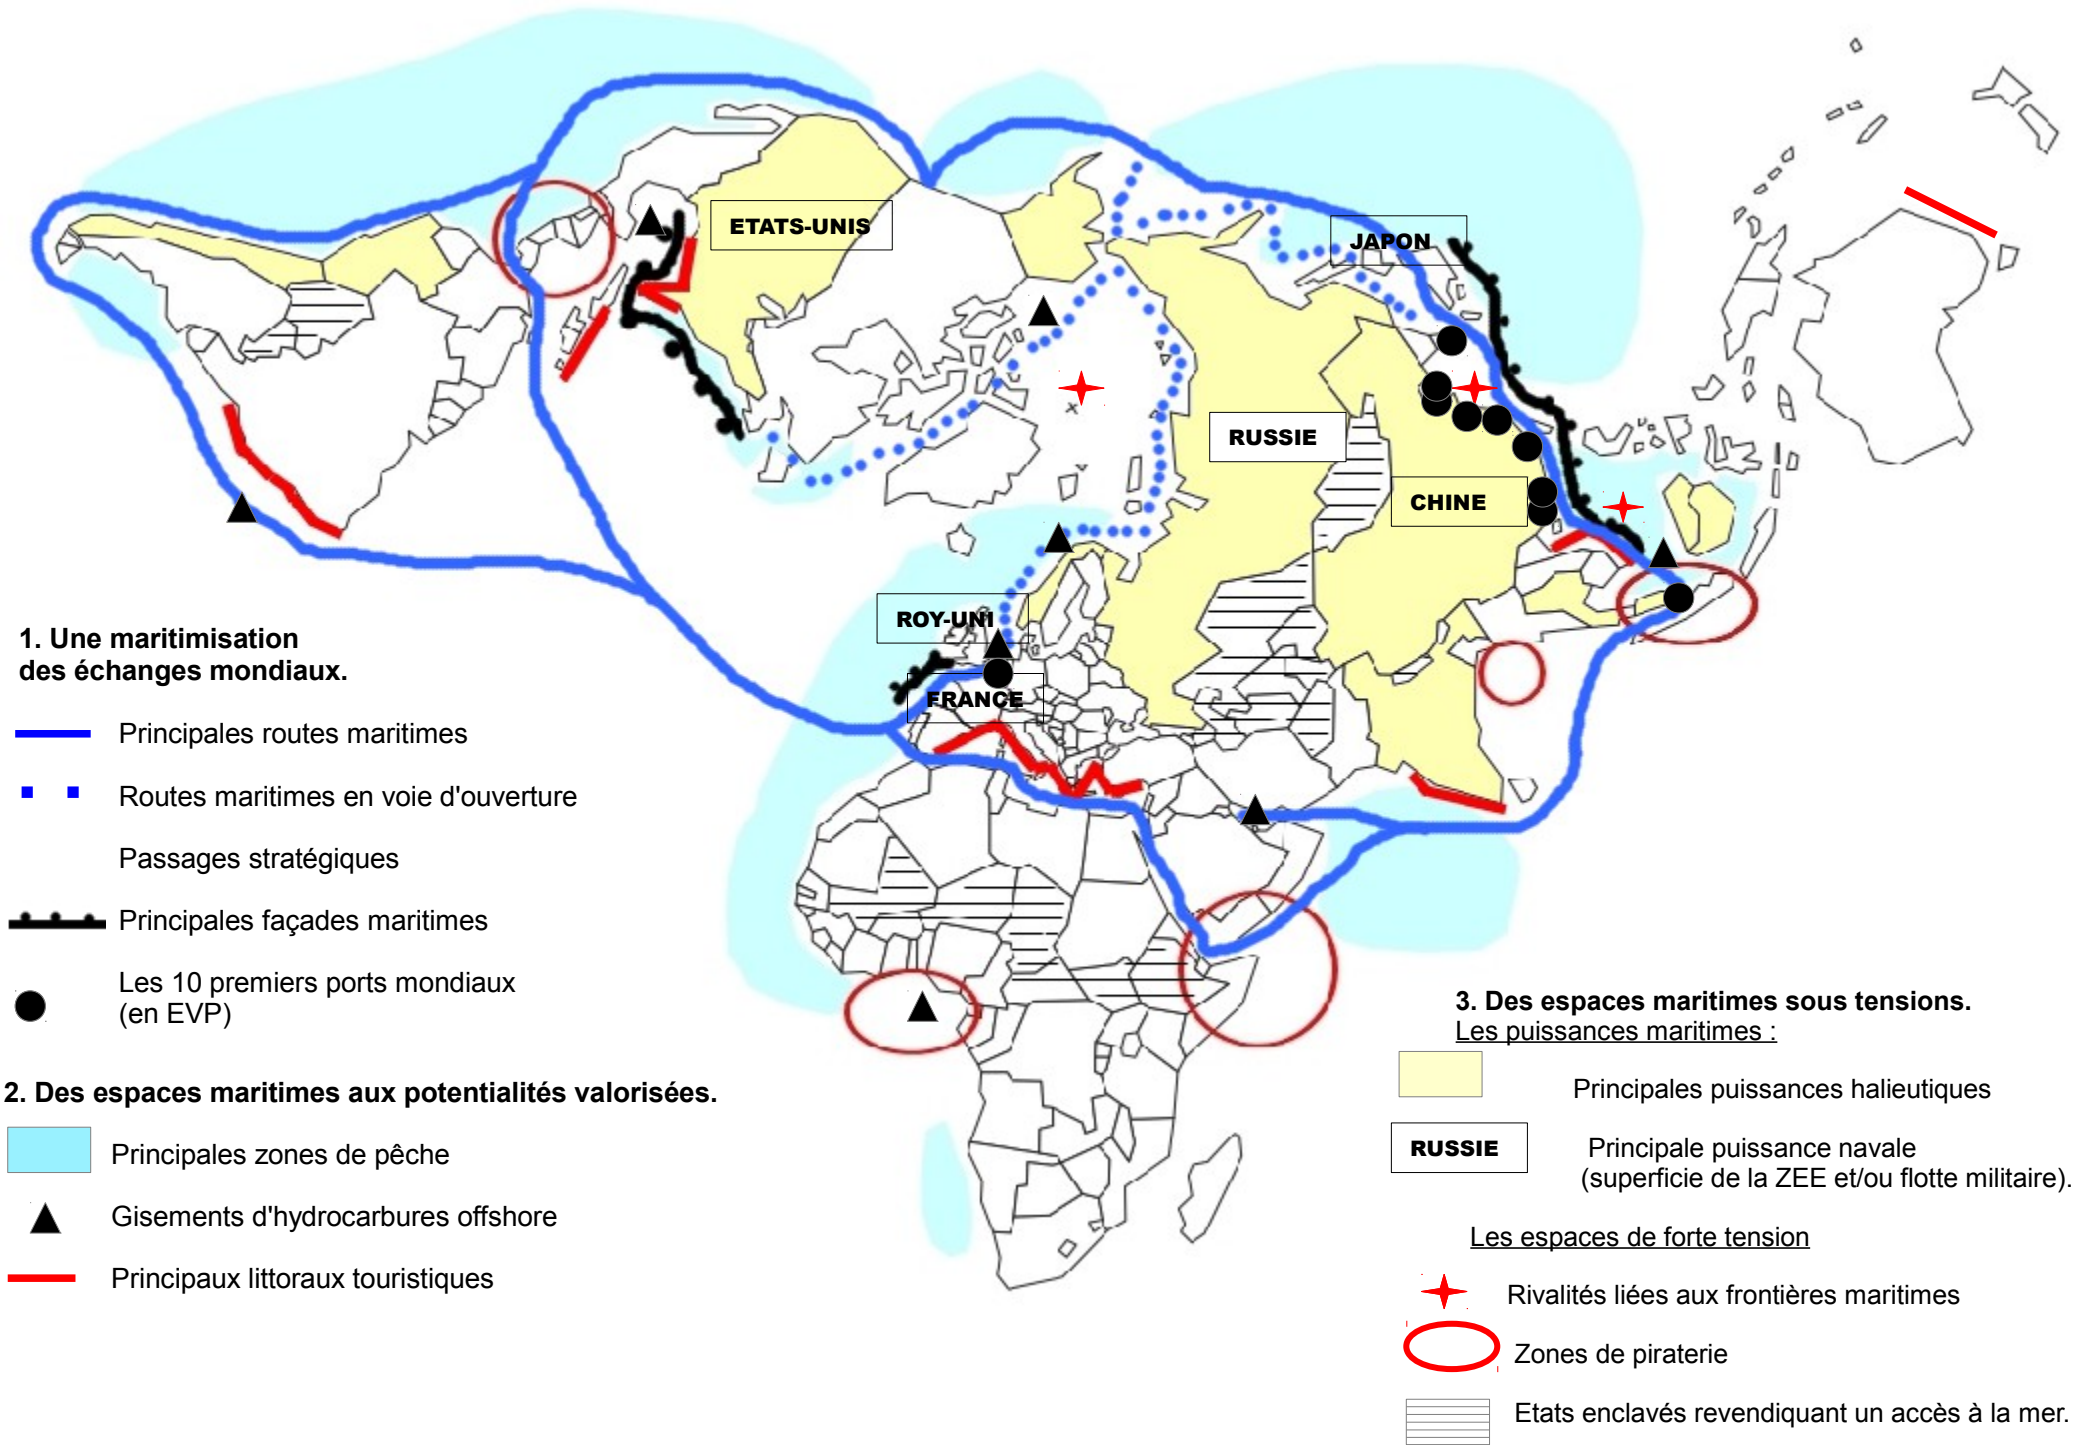 ETATS-UNIS
JAPON
RUSSIE
CHINE
ROY-UNI
FRANCE
1. Une maritimisation
des échanges mondiaux.
Principales routes maritimes
Routes maritimes en voie d'ouverture
Passages stratégiques
Principales façades maritimes
Les 10 premiers ports mondiaux
(en EVP)
2. Des espaces maritimes aux potentialités valorisées.
Principales zones de pêche
Gisements d'hydrocarbures offshore
Principaux littoraux touristiques
3. Des espaces maritimes sous tensions.
Les puissances maritimes :
Principales puissances halieutiques
RUSSIE
Principale puissance navale
(superficie de la ZEE et/ou flotte militaire).
Les espaces de forte tension
Rivalités liées aux frontières maritimes
Zones de piraterie
Etats enclavés revendiquant un accès à la mer.